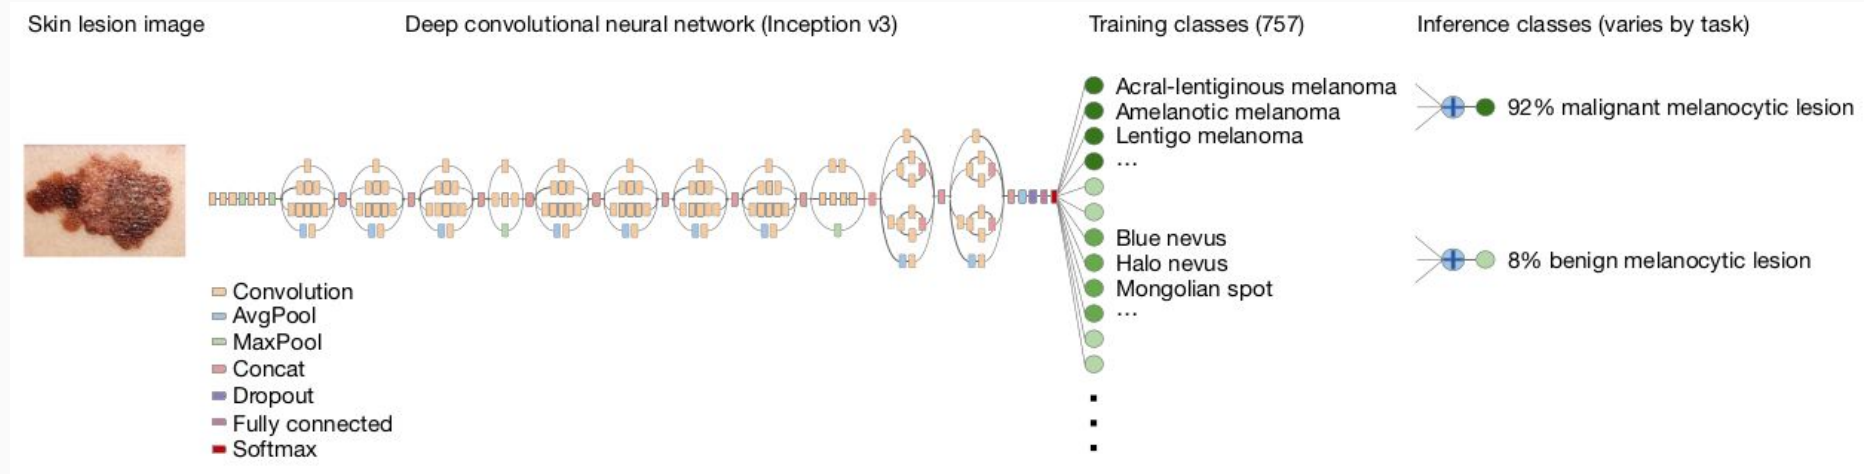 Skin lesion image
Deep convolutional neural network (Inception v3)
Training classes (757)
Inference classes (varies by task)
Acral-lentiginous melanoma
Amelanotic melanoma
Lentigo melanoma
...
Blue nevus
Halo nevus
Mongolian spot
...
92% malignant melanocytic lesion
8% benign melanocytic lesion
Convolution
AvgPool
MaxPool
Concat
Dropout
Fully connected
Softmax